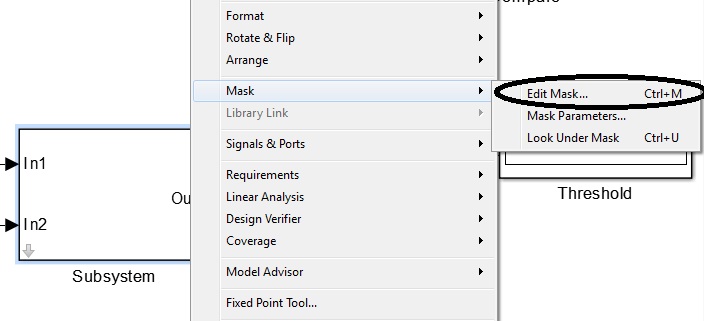 Format
Rotate & Flip
Arrange
Mask
Library Link
Signals & Ports
Requirements
Linear Analysis
Design Verifier
Coverage
Model Advisor
Fixed Point Tool...
Edit Mask... Ctrl+M
Mask Parameters...
Look Under Mask Ctrl+U
In1
In2
Ou
Subsystem
Threshold